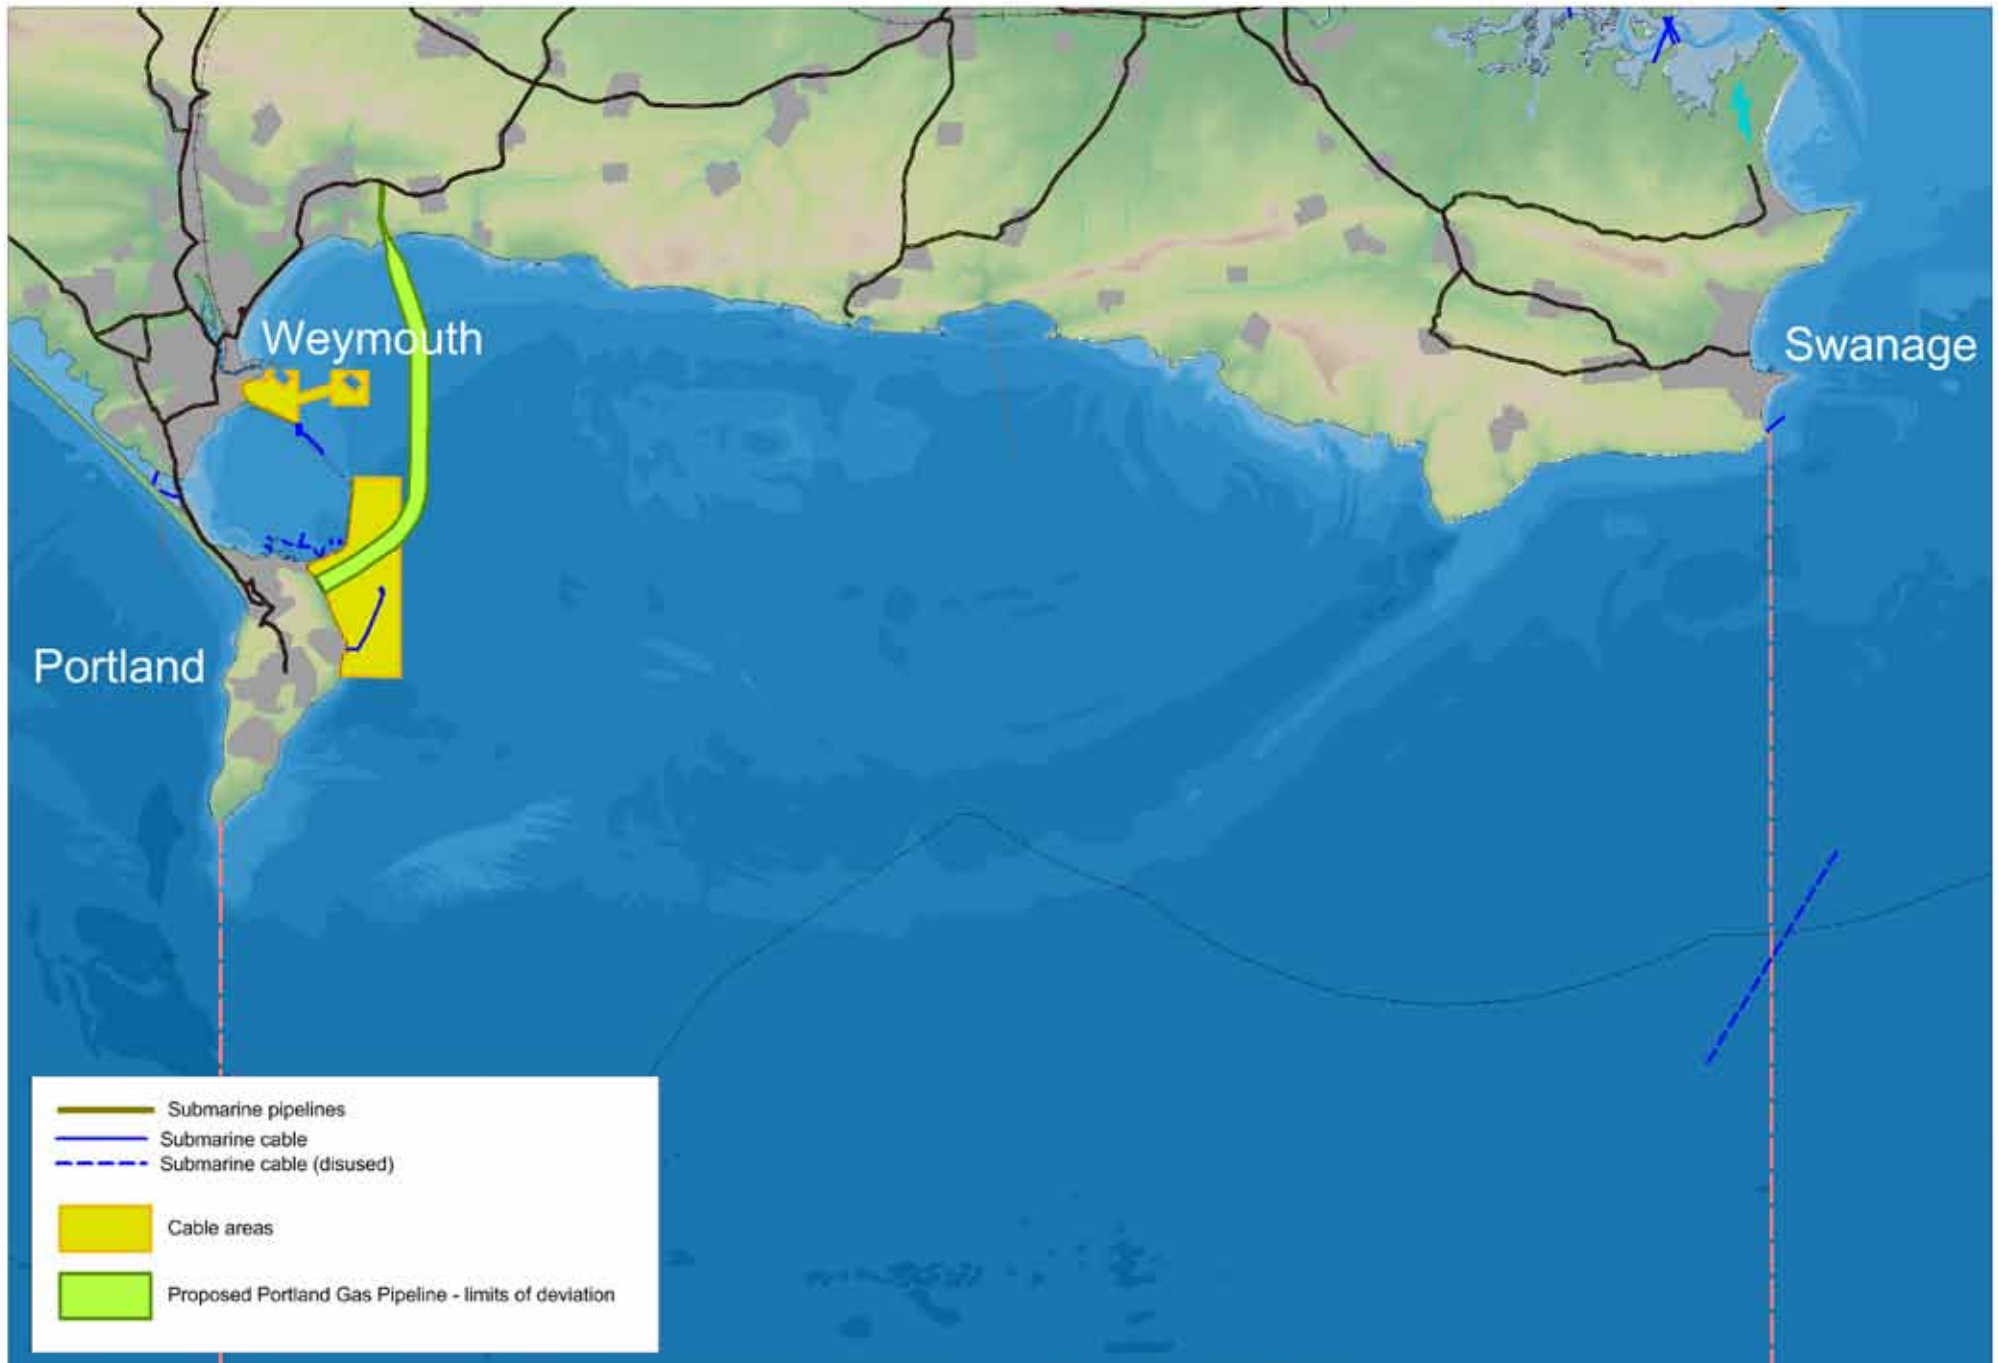 Weymouth
Swanage
Portland
Submarine pipelines
Submarine cable
Submarine cable (disused)
Cable areas
Proposed Portland Gas Pipeline - limits of deviation